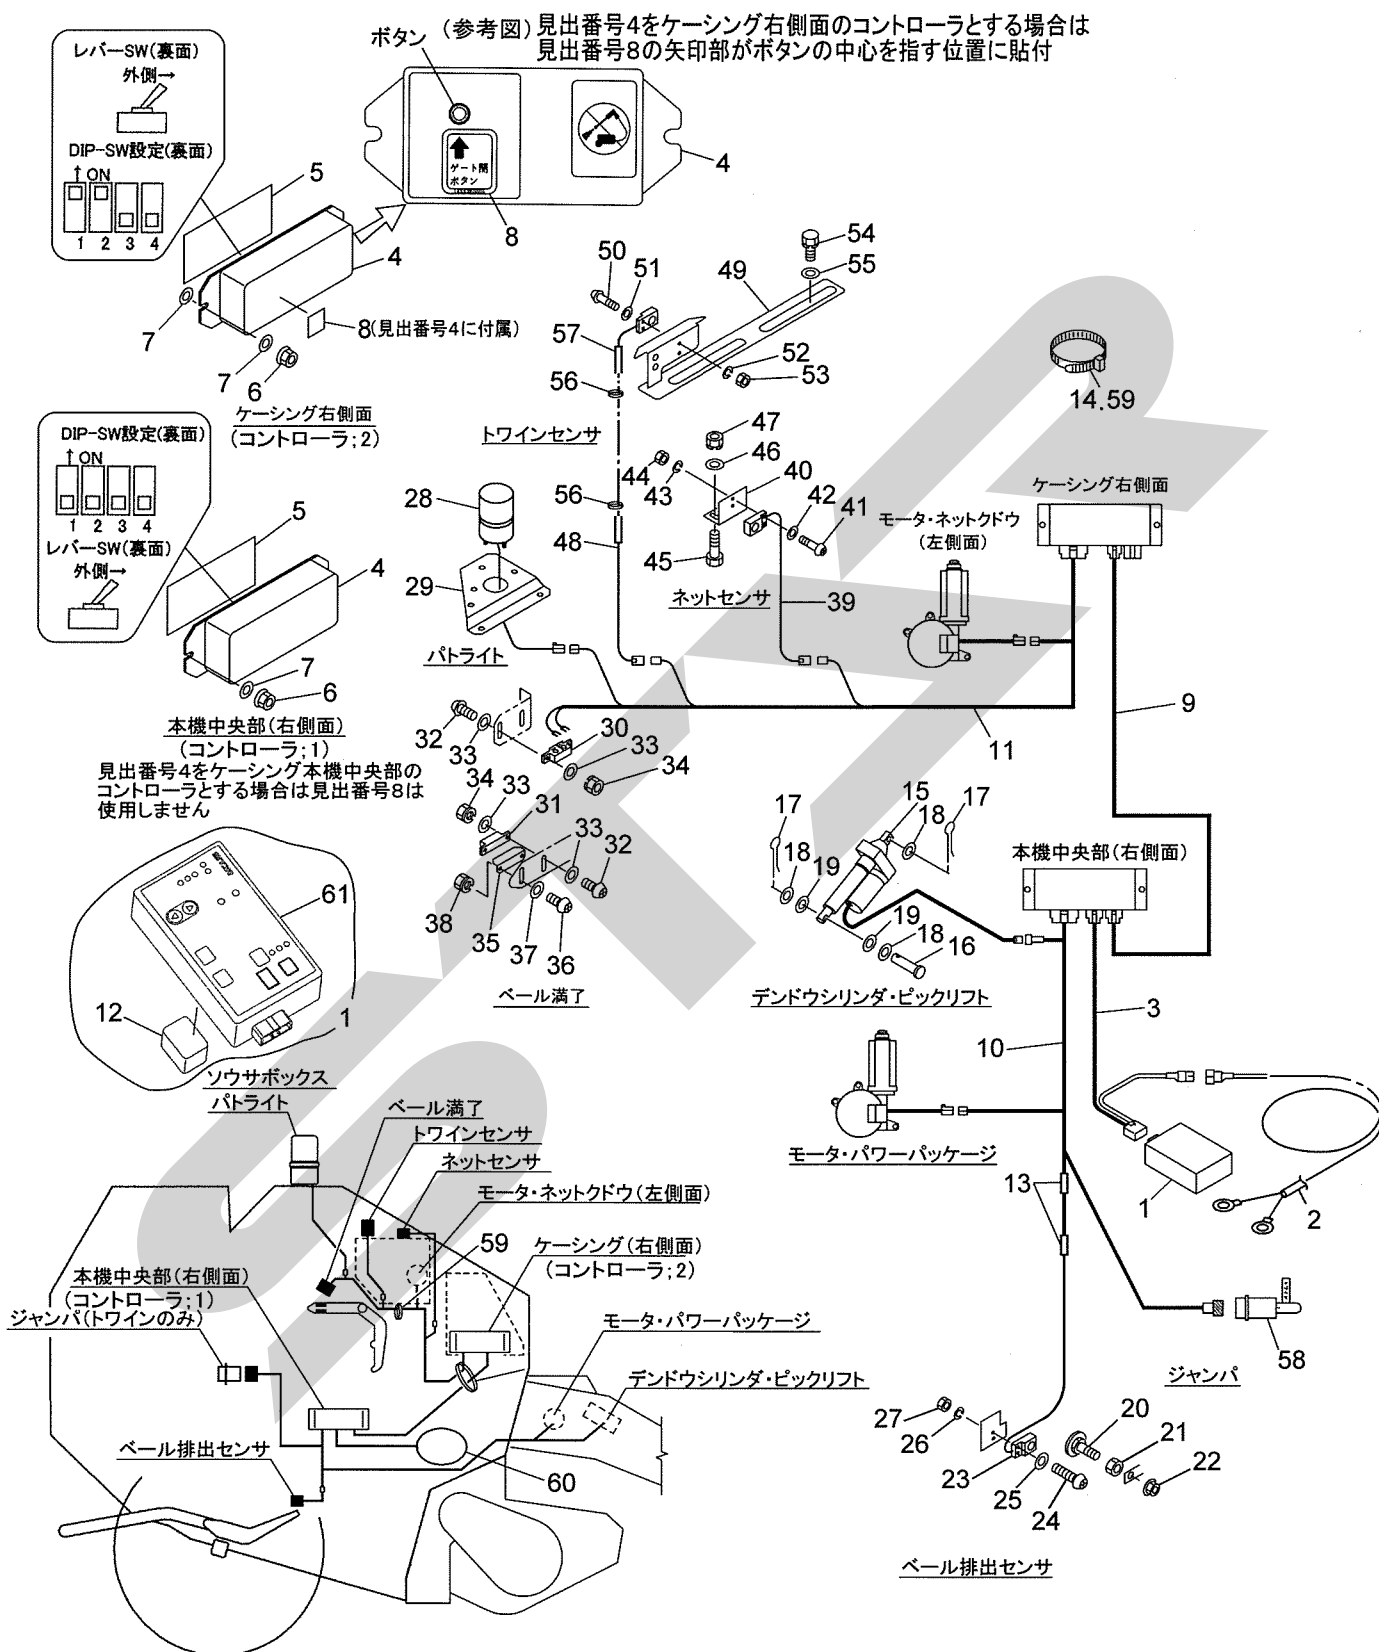 (参考図)見出番号4をケーシング右側面のコントローラとする場合は
見出番号8の矢印部がボタンの中心を指す位置に貼付
ボタン
レバーSW(裏面)
外側→
DIP-SW設定(裏面)
↑ON
1 2 3 4
5
4
ゲート開
ボタン
8
4
7
8(見出番号4に付属)
7
6
ケーシング右側面
(コントローラ;2)
50
51
49
54
55
57
52
53
56
トワインセンサ
14.59
DIP-SW設定(裏面)
↑ON
1 2 3 4
レバーSW(裏面)
外側→
5
4
7
6
本機中央部(右側面)
(コントローラ;1)
見出番号4をケーシング本機中央部の
コントローラとする場合は見出番号8は
使用しません
28
29
パトライト
56
48
47
46
44
43
40
42
41
45
ネットセンサ
39
ケーシング右側面
モータ・ネットクドウ
(左側面)
9
11
32
33
30
33
34
34
33
31
33
32
38
35
37
36
ベール満了
17
15
18
17
18
19
19
18
16
デンドウシリンダ・ピックリフト
本機中央部(右側面)
61
12
1
ソウサボックス
10
3
モータ・パワーパッケージ
13
1
2
58
ジャンパ
パトライト
ベール満了
トワインセンサ
ネットセンサ
モータ・ネットクドウ(左側面)
59
ケーシング(右側面)
(コントローラ;2)
本機中央部(右側面)
(コントローラ;1)
ジャンパ(トワインのみ)
モータ・パワーパッケージ
デンドウシリンダ・ピックリフト
ベール排出センサ
60
27
26
23
25
24
20
21
22
ベール排出センサ
STAR